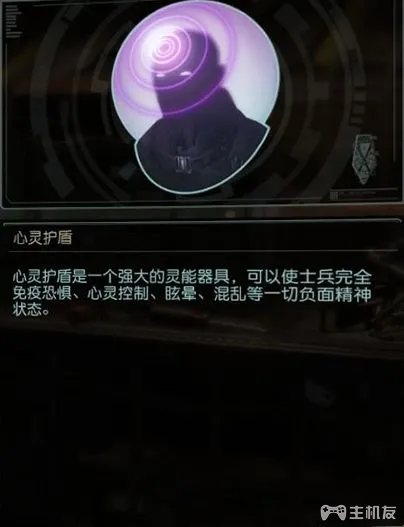 心灵护盾
心灵护盾是一个强大的灵能器具，可以使士兵完全
免疫恐惧、心灵控制、眩晕、混乱等一切负面精神
状态。
主机友